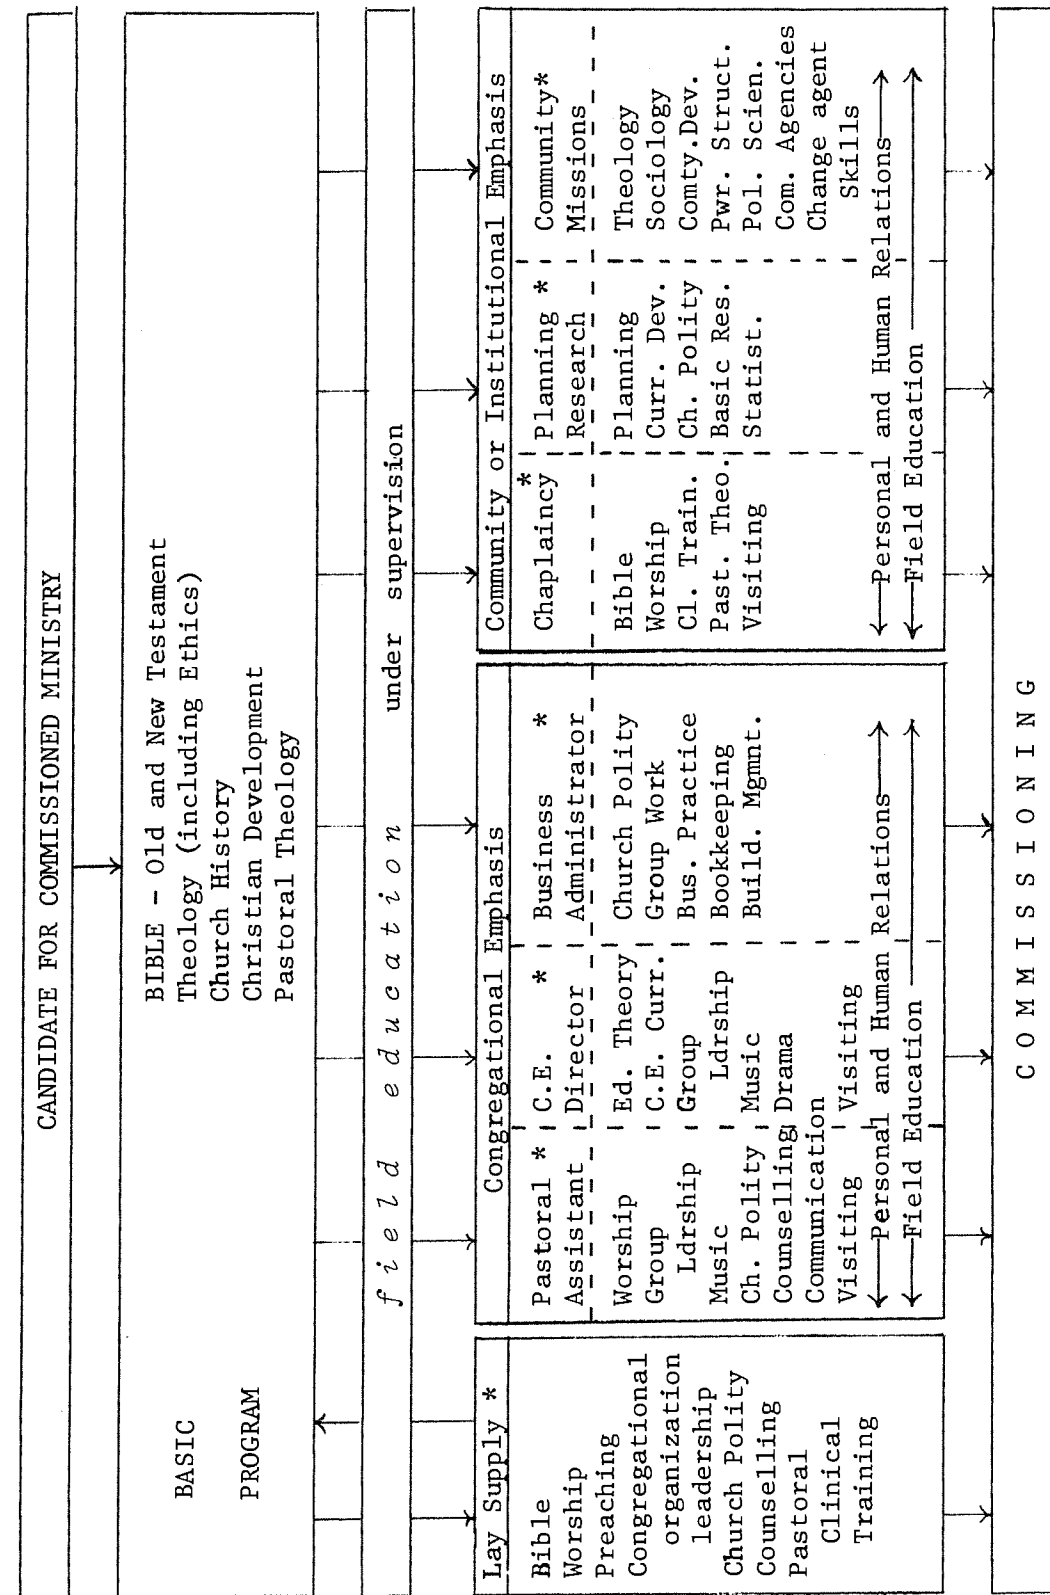 CANDIDATE FOR COMMISSIONED MINISTRY
BASIC
PROGRAM
BIBLE - Old and New Testament
Theology (including Ethics)
Church History
Christian Development
Pastoral Theology
field education under supervision
Lay Supply *
Bible
Worship
Preaching
Congregational
organization
leadership
Church Polity
Counselling
Pastoral
Clinical
Training
Congregational Emphasis
Pastoral *
Assistant
Worship
Group
Ldrship
Music
Ch. Polity
Counselling
Communication
Visiting
C.E. *
Director
Ed. Theory
C.E. Curr.
Group
Ldrship
Music
Drama
Visiting
Business *
Administrator
Church Polity
Group Work
Bus. Practice
Bookkeeping
Build. Mgmnt.
Personal and Human Relations
Field Education
Community or Institutional Emphasis
Chaplaincy *
Bible
Worship
Cl. Train.
Past. Theo.
Visiting
Planning *
Research
Planning
Curr. Dev.
Ch. Polity
Basic Res.
Statist.
Community*
Missions
Theology
Sociology
Comty.Dev.
Pwr. Struct.
Pol. Scien.
Com. Agencies
Change agent
Skills
Personal and Human Relations
Field Education
COMMISSIONING